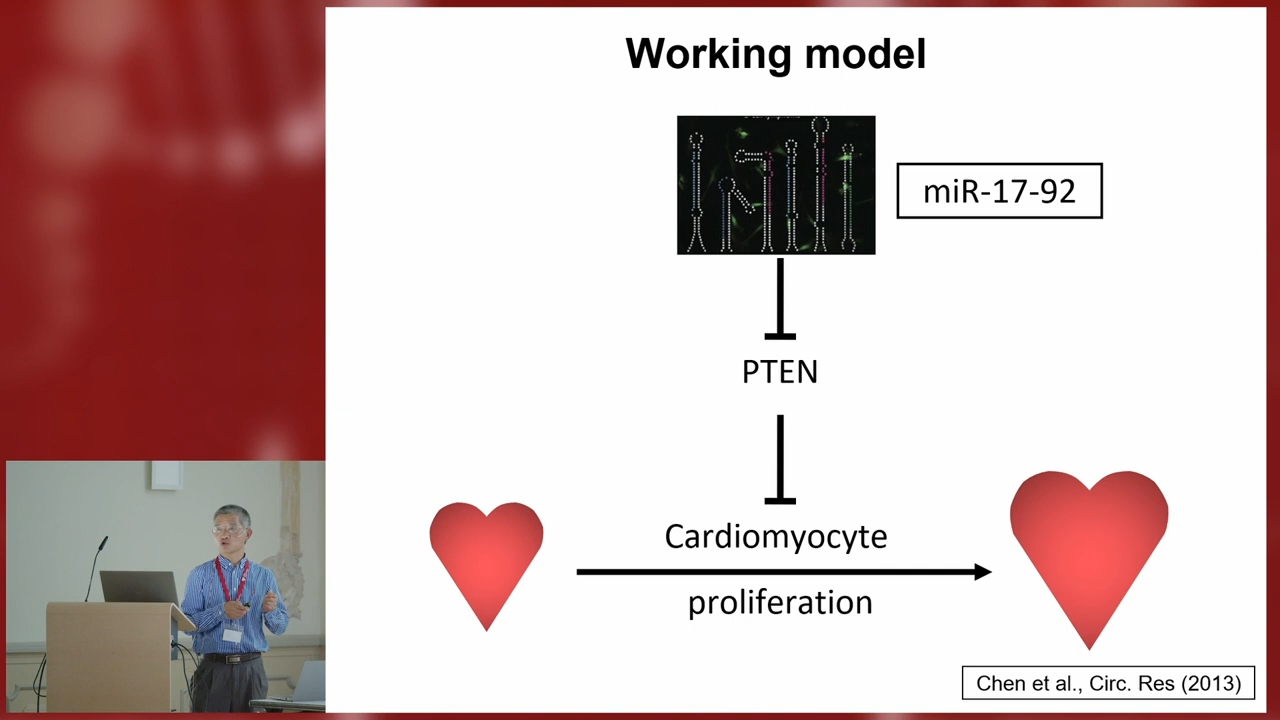 Working model
miR-17-92
PTEN
Cardiomyocyte
proliferation
Chen et al., Circ. Res (2013)